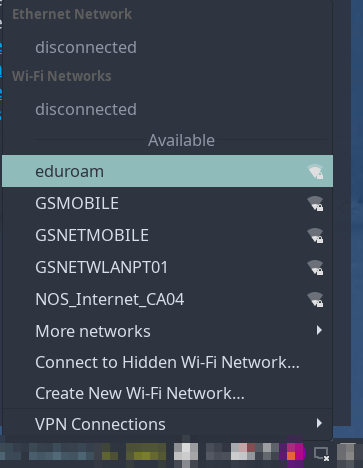 Ethernet Network
disconnected
Wi-Fi Networks
disconnected
Available
eduroam
GSMOBILE
GSNETMOBILE
GSNETWLANPT01
NOS_Internet_CA04
More networks
Connect to Hidden Wi-Fi Network...
Create New Wi-Fi Network...
VPN Connections